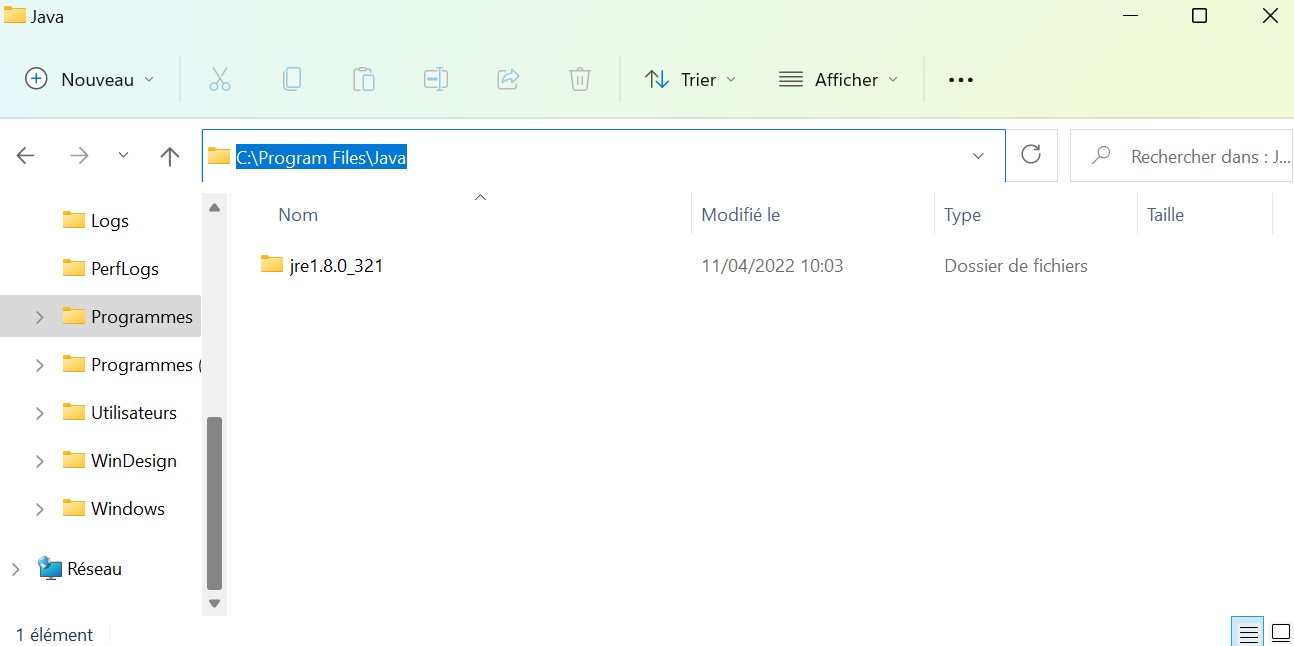 Java
Nouveau
Trier
Afficher
C:\Program Files\Java
Rechercher dans : J...
Nom Modifié le Type Taille
jre1.8.0_321 11/04/2022 10:03 Dossier de fichiers
Logs
PerfLogs
Programmes
Programmes (
Utilisateurs
WinDesign
Windows
Réseau
1 élément